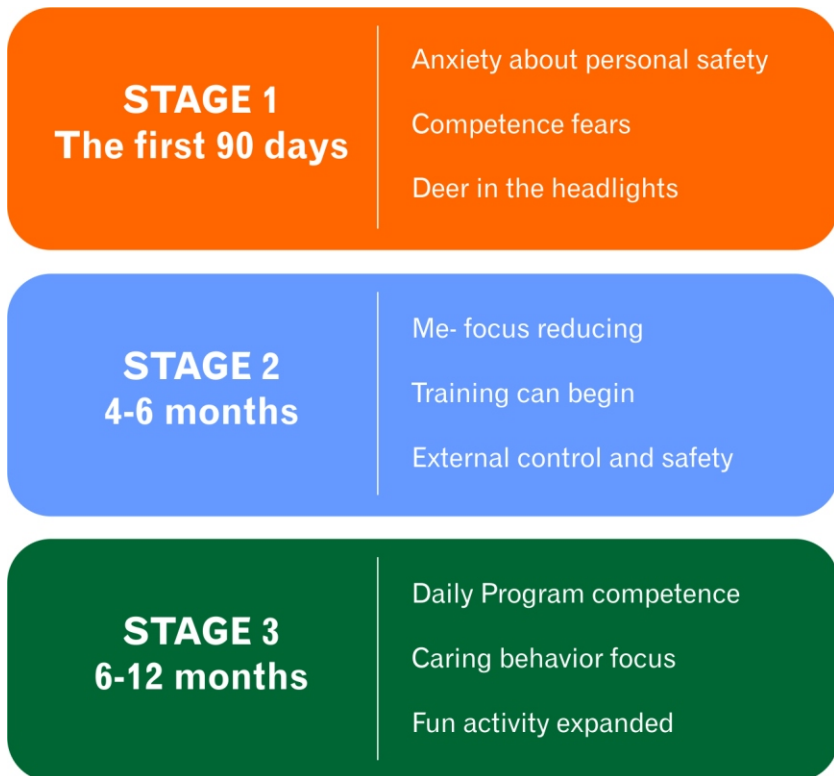 STAGE 1
The first 90 days
Anxiety about personal safety
Competence fears
Deer in the headlights
STAGE 2
4-6 months
Me- focus reducing
Training can begin
External control and safety
STAGE 3
6-12 months
Daily Program competence
Caring behavior focus
Fun activity expanded